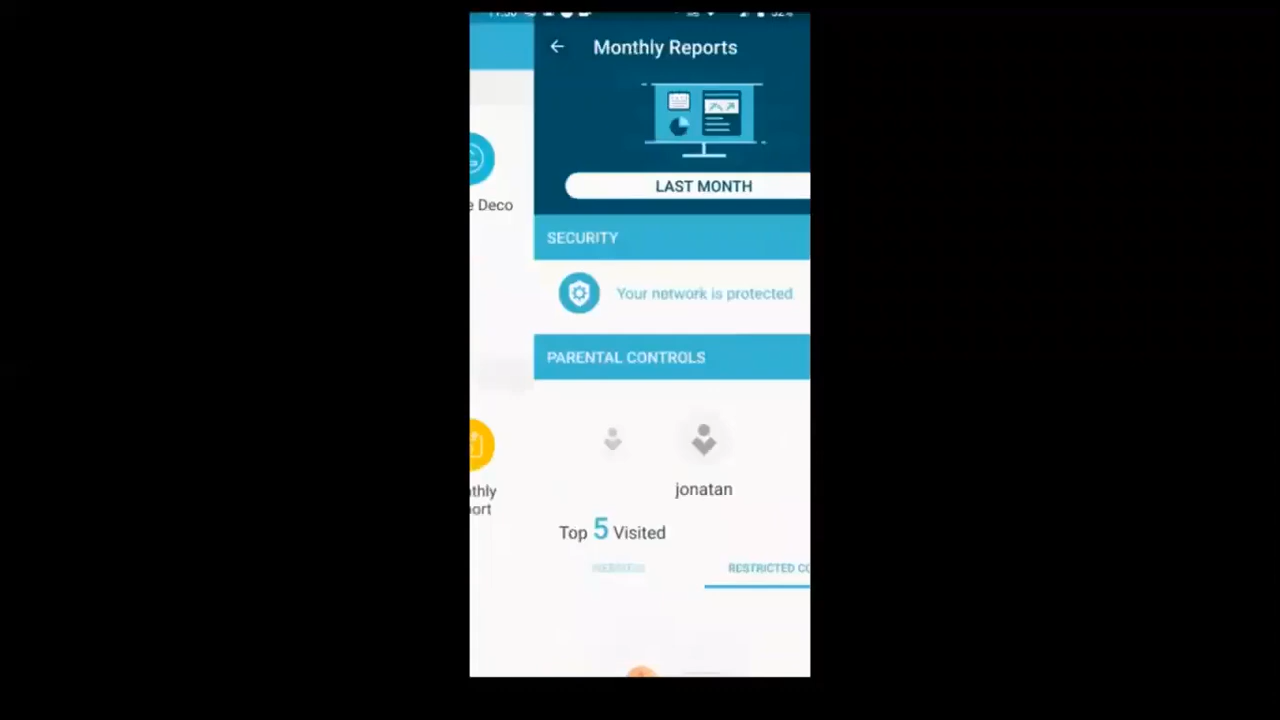 Monthly Reports
LAST MONTH
e Deco
SECURITY
Your network is protected
PARENTAL CONTROLS
jonatan
thly
ort
Top 5 Visited
RESTRICTED CO